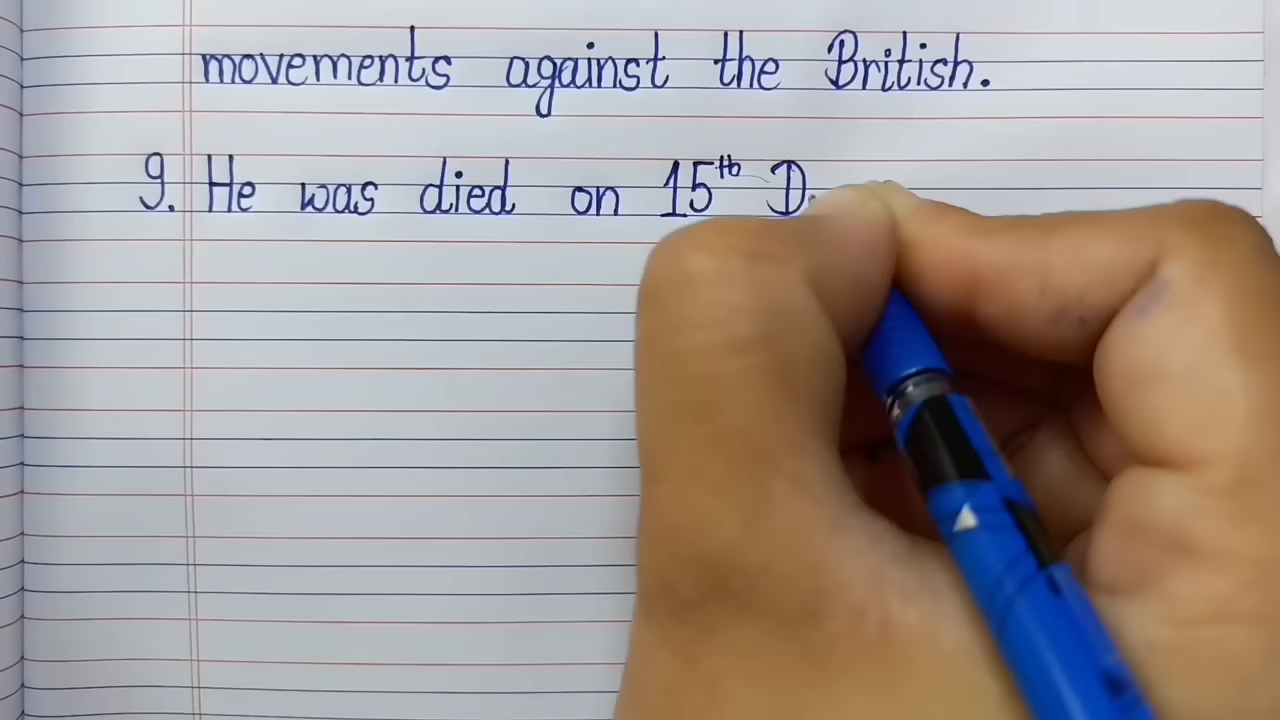 movements against the British.
9. He was died on 15th D